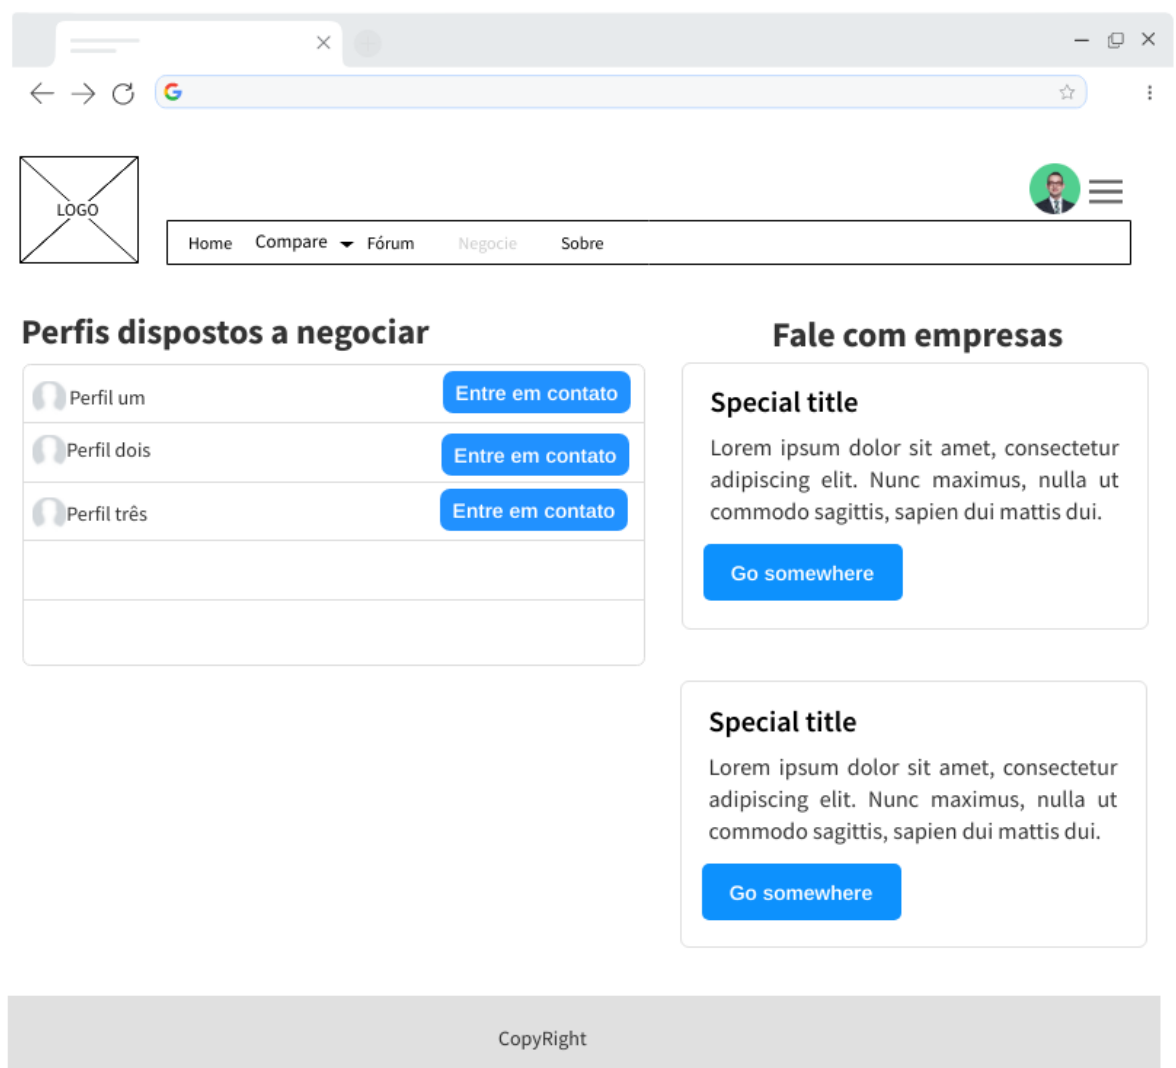 LOGO
Home Compare Fórum Negocie Sobre
Perfis dispostos a negociar
Perfil um Entre em contato
Perfil dois Entre em contato
Perfil três Entre em contato
Fale com empresas
Special title
Lorem ipsum dolor sit amet, consectetur
adipiscing elit. Nunc maximus, nulla ut
commodo sagittis, sapien dui mattis dui.
Go somewhere
Special title
Lorem ipsum dolor sit amet, consectetur
adipiscing elit. Nunc maximus, nulla ut
commodo sagittis, sapien dui mattis dui.
Go somewhere
CopyRight